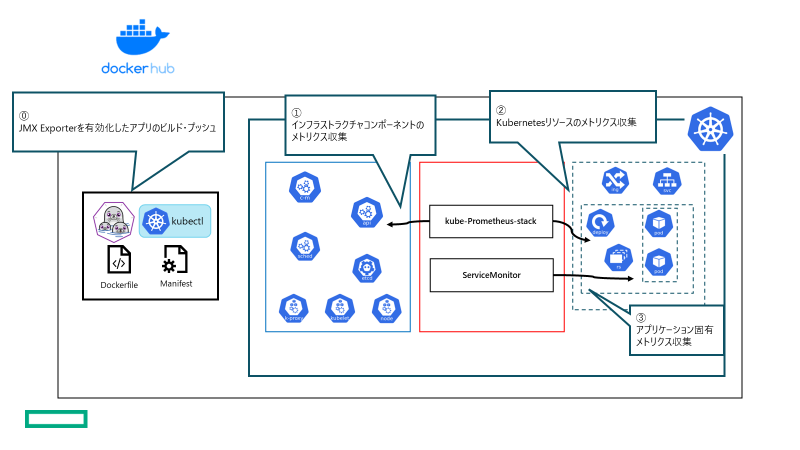 docker hub
⓪
JMX Exporterを有効化したアプリのビルド・プッシュ
①
インフラストラクチャコンポーネントの
メトリクス収集
②
Kubernetesリソースのメトリクス収集
kubectl
Dockerfile
Manifest
c-m
api
sched
etcd
k-proxy
kubelet
node
kube-Prometheus-stack
ServiceMonitor
ing
svc
deploy
rs
pod
pod
③
アプリケーション固有
メトリクス収集